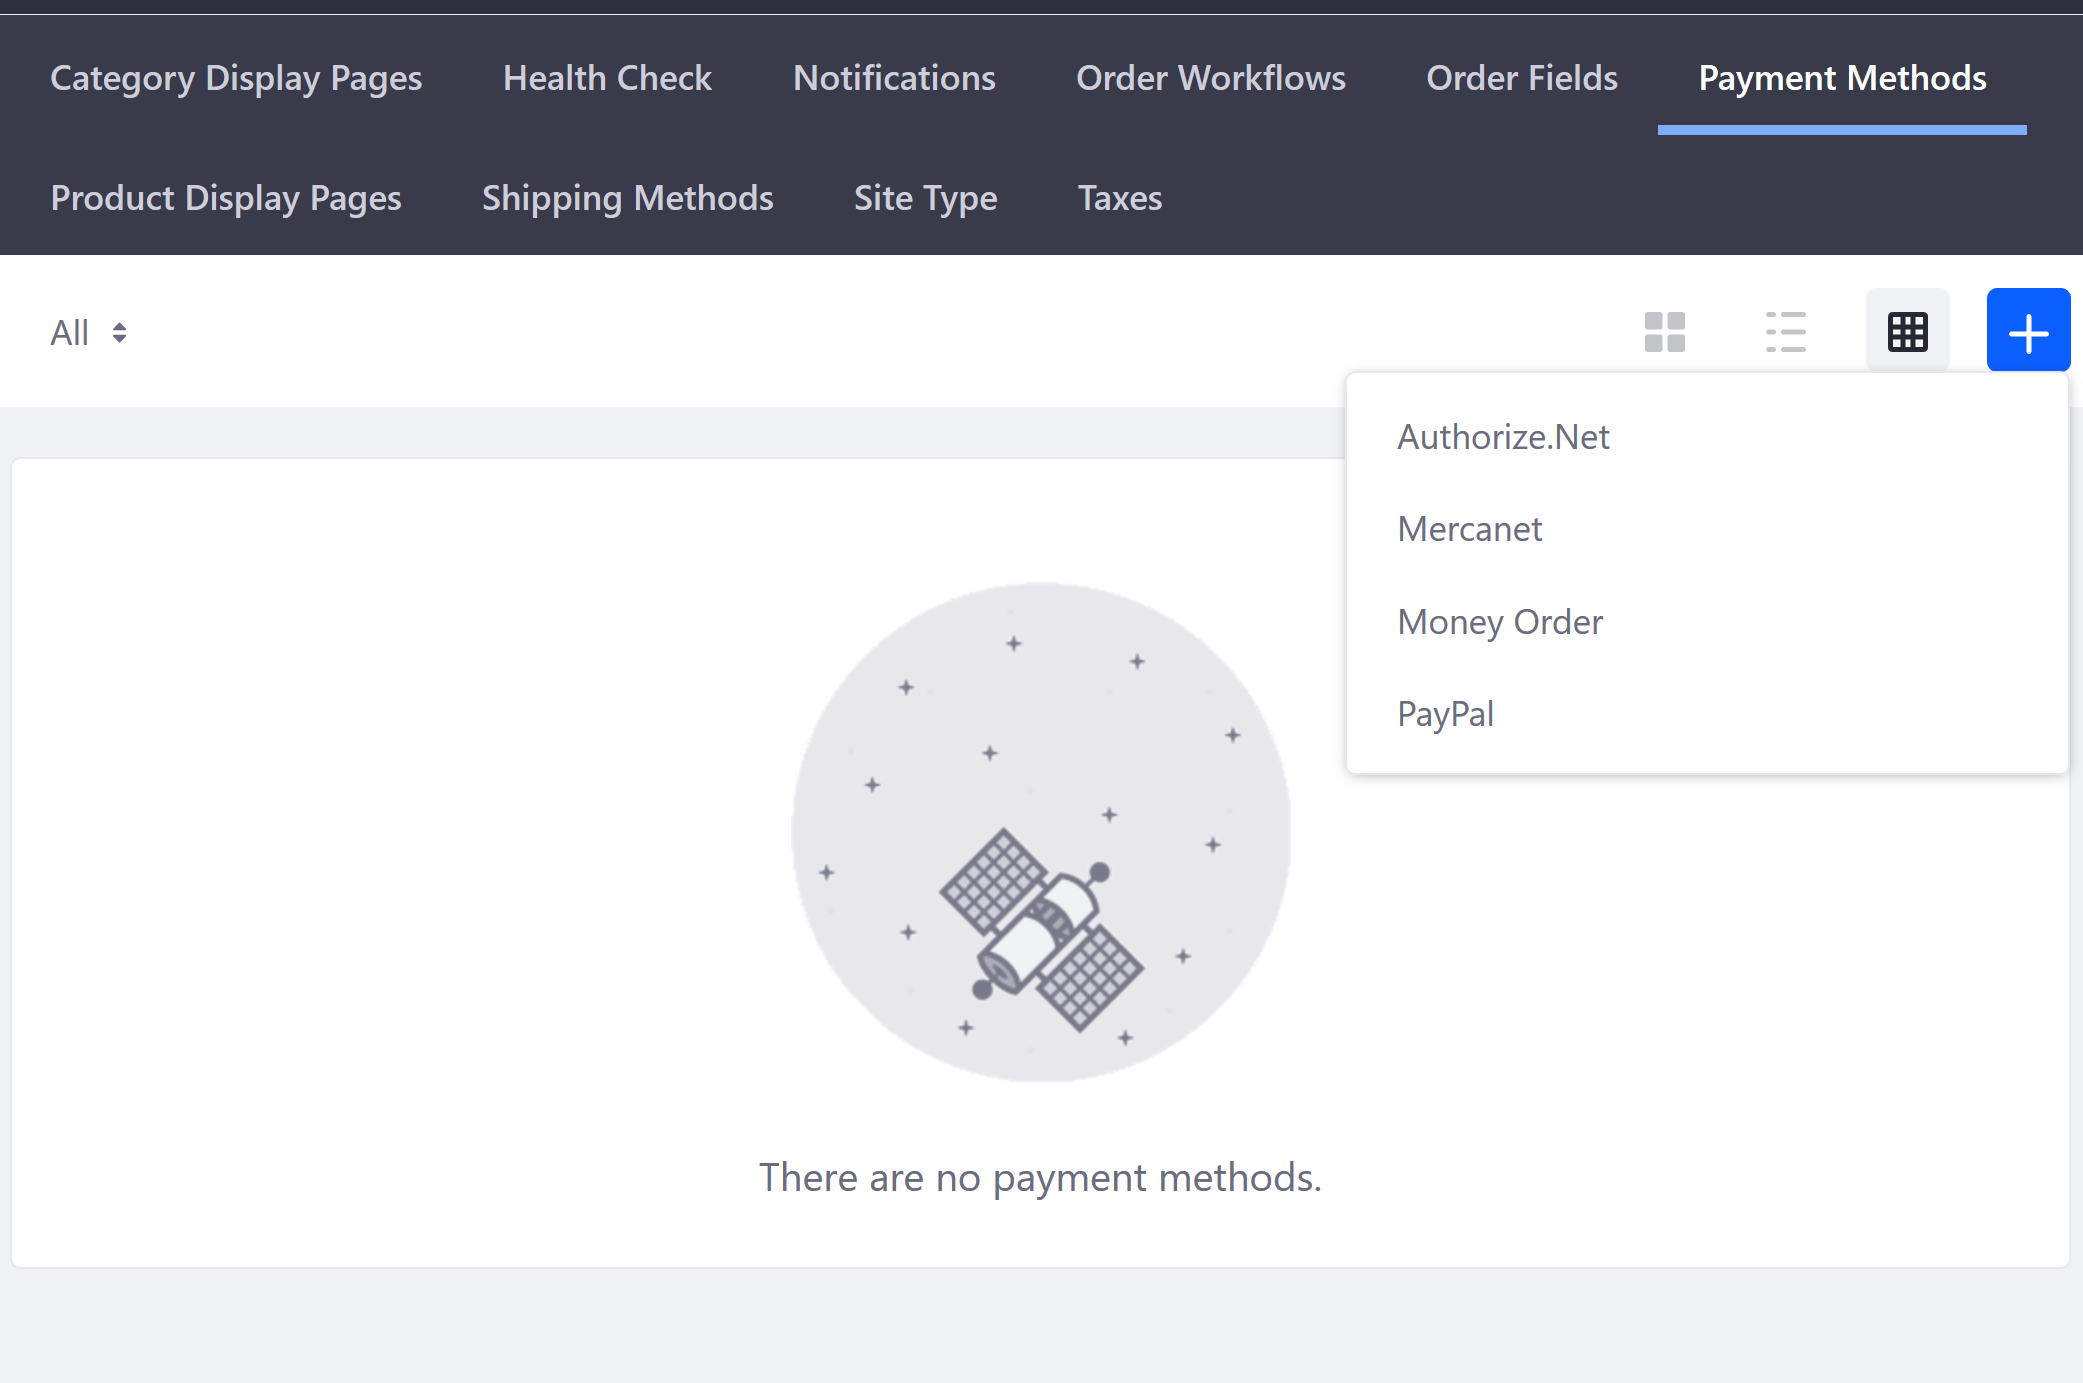 Category Display Pages Health Check Notifications Order Workflows Order Fields Payment Methods
Product Display Pages Shipping Methods Site Type Taxes
All
Authorize.Net
Mercanet
Money Order
PayPal
There are no payment methods.